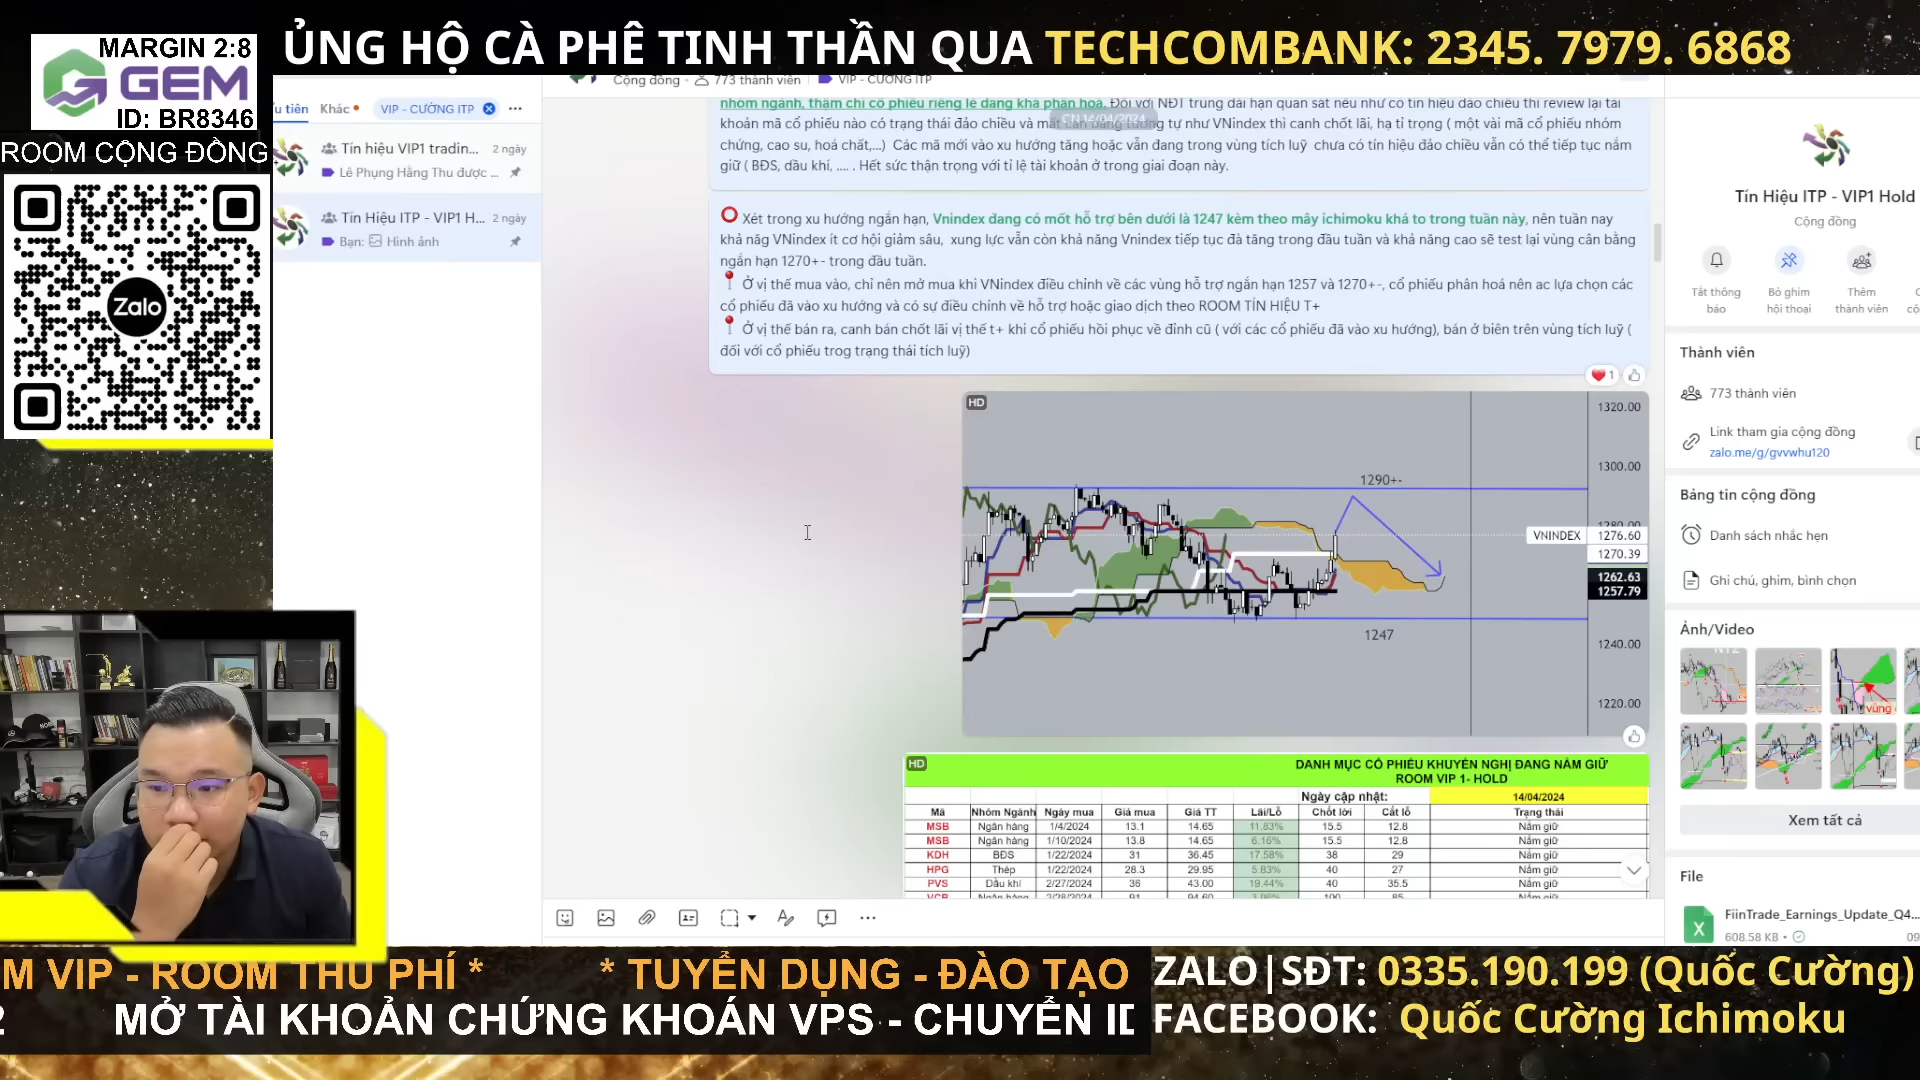 MARGIN 2:8
GEM
ID: BR8346
ROOM CỘNG ĐỒNG
Zalo
ỦNG HỘ CÀ PHÊ TINH THẦN QUA TECHCOMBANK: 2345. 7979. 6868
Cộng đồng 773 thành viên VIP - CƯỜNG ITP
tiên Khác VIP - CƯỜNG ITP
Tín hiệu VIP1 tradin... 2 ngày
Lê Phụng Hằng Thu được ...
Tín Hiệu ITP - VIP1 H... 2 ngày
Bạn: Hình ảnh
CN 14/04/2024
nhóm ngành, thậm chí cổ phiếu riêng lẻ đang khá phân hoá. Đối với NĐT trung dài hạn quan sát nếu như có tín hiệu đảo chiều thì review lại tài
khoản mã cổ phiếu nào có trạng thái đảo chiều và mất cân bằng tương tự như VNindex thì canh chốt lãi, hạ tỉ trọng ( một vài mã cổ phiếu nhóm
chứng, cao su, hoá chất,...) Các mã mới vào xu hướng tăng hoặc vẫn đang trong vùng tích luỹ chưa có tín hiệu đảo chiều vẫn có thể tiếp tục nắm
giữ ( BĐS, dầu khí, .... . Hết sức thận trọng với tỉ lệ tài khoản ở trong giai đoạn này.
Xét trong xu hướng ngắn hạn, Vnindex đang có mốt hỗ trợ bên dưới là 1247 kèm theo mây ichimoku khá to trong tuần này, nên tuần nay
khả năg VNindex ít cơ hội giảm sâu, xung lực vẫn còn khả năng Vnindex tiếp tục đà tăng trong đầu tuần và khả năng cao sẽ test lại vùng cân bằng
ngắn hạn 1270+- trong đầu tuần.
Ở vị thế mua vào, chỉ nên mở mua khi VNindex điều chỉnh về các vùng hỗ trợ ngắn hạn 1257 và 1270+-, cổ phiếu phân hoá nên ac lựa chọn các
cổ phiếu đã vào xu hướng và có sự điều chỉnh về hỗ trợ hoặc giao dịch theo ROOM TÍN HIỆU T+
Ở vị thế bán ra, canh bán chốt lãi vị thế t+ khi cổ phiếu hồi phục về đỉnh cũ ( với các cổ phiếu đã vào xu hướng), bán ở biên trên vùng tích luỹ (
đối với cổ phiếu trog trạng thái tích luỹ)
1
HD
1320.00
1300.00
1290+-
1280.00
VNINDEX 1276.60
1270.39
1262.63
1257.79
1247
1240.00
1220.00
HD
DANH MỤC CỔ PHIẾU KHUYẾN NGHỊ ĐANG NẮM GIỮ
ROOM VIP 1- HOLD
Ngày cập nhật: 14/04/2024
Mã Nhóm Ngành Ngày mua Giá mua Giá TT Lãi/Lỗ Chốt lời Cắt lỗ Trạng thái
MSB Ngân hàng 1/4/2024 13.1 14.65 11.83% 15.5 12.8 Nắm giữ
MSB Ngân hàng 1/10/2024 13.8 14.65 6.16% 15.5 12.8 Nắm giữ
KDH BĐS 1/22/2024 31 36.45 17.58% 38 29 Nắm giữ
HPG Thép 1/22/2024 28.3 29.95 5.83% 40 27 Nắm giữ
PVS Dầu khí 2/27/2024 36 43.00 19.44% 40 35.5 Nắm giữ
Tín Hiệu ITP - VIP1 Hold
Cộng đồng
Tắt thông
báo
Bỏ ghim
hội thoại
Thêm
thành viên
Thành viên
773 thành viên
Link tham gia cộng đồng
zalo.me/g/gvvwhu120
Bảng tin cộng đồng
Danh sách nhắc hẹn
Ghi chú, ghim, bình chọn
Ảnh/Video
vùng
Xem tất cả
File
FiinTrade_Earnings_Update_Q4...
608.58 KB
M VIP - ROOM THU PHÍ * * TUYỂN DỤNG - ĐÀO TẠO
MỞ TÀI KHOẢN CHỨNG KHOÁN VPS - CHUYỂN ID
ZALO|SĐT: 0335.190.199 (Quốc Cường)
FACEBOOK: Quốc Cường Ichimoku